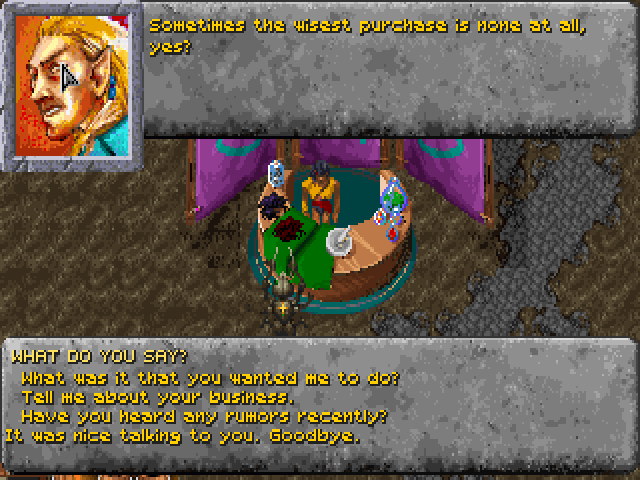 Sometimes the wisest purchase is none at all,
yes?
WHAT DO YOU SAY?
What was it that you wanted me to do?
Tell me about your business.
Have you heard any rumors recently?
It was nice talking to you. Goodbye.